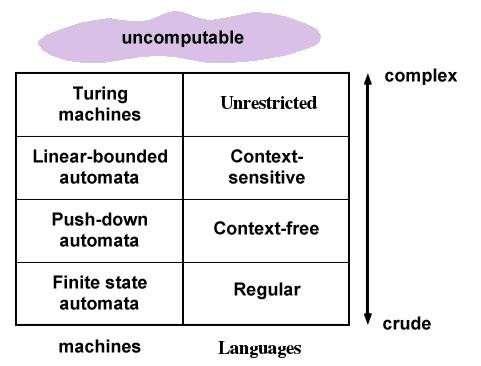 uncomputable
complex
Turing
machines
Unrestricted
Linear-bounded
automata
Context-
sensitive
Push-down
automata
Context-free
Finite state
automata
Regular
crude
machines
Languages